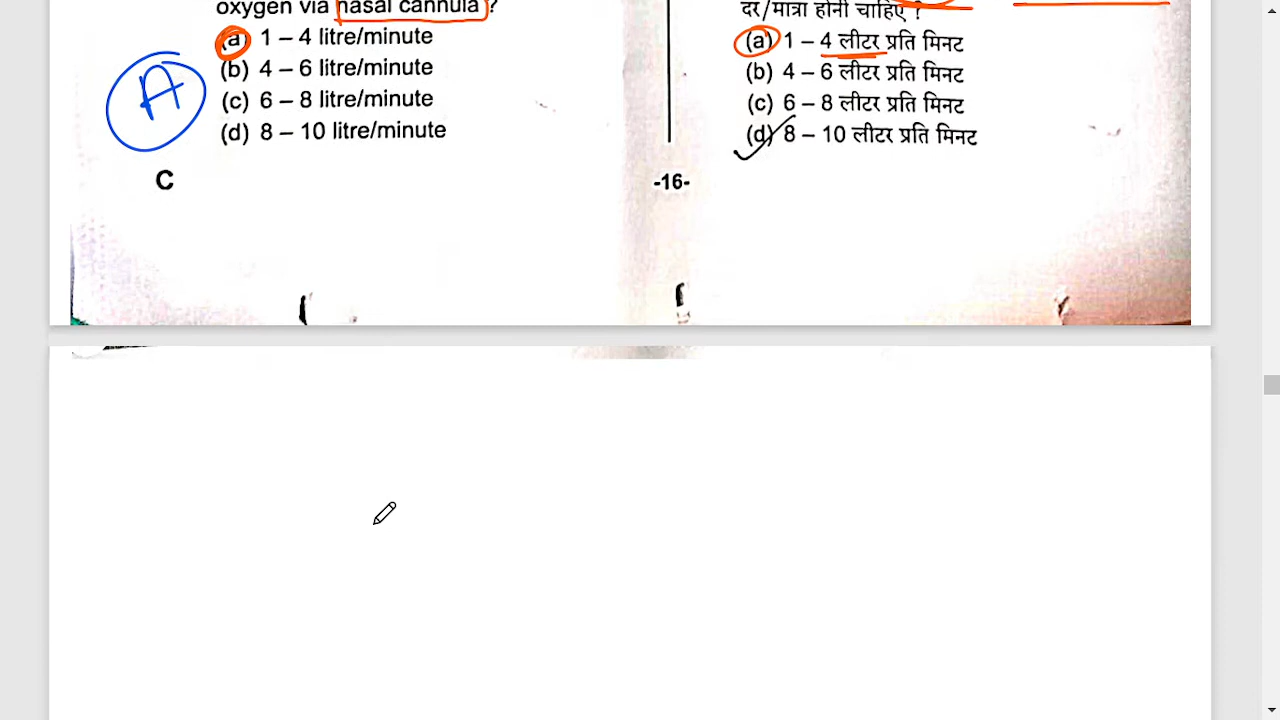 oxygen via nasal cannula ?
(a) 1 – 4 litre/minute
(b) 4 – 6 litre/minute
(c) 6 – 8 litre/minute
(d) 8 – 10 litre/minute
A
C
दर/मात्रा होनी चाहिए ?
(a) 1 – 4 लीटर प्रति मिनट
(b) 4 – 6 लीटर प्रति मिनट
(c) 6 – 8 लीटर प्रति मिनट
(d) 8 – 10 लीटर प्रति मिनट
-16-